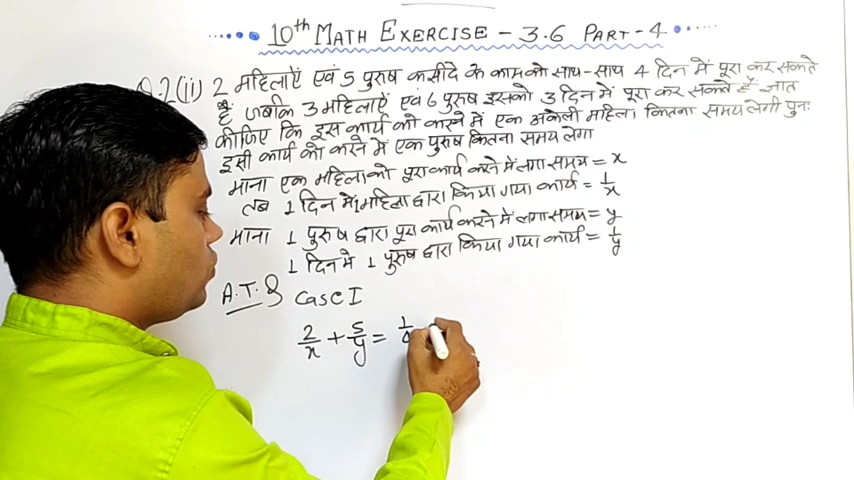 10th MATH EXERCISE - 3.6 PART - 4
Q.2(ii) 2 महिलाऐं एवं 5 पुरुष कसीदे के काम को साथ-साथ 4 दिन में पूरा कर सकते
हैं जबकि 3 महिलाऐं एवं 6 पुरुष इसको 3 दिन में पूरा कर सकते हैं ज्ञात
कीजिए कि इस कार्य को करने में एक अकेली महिला कितना समय लेगी पुनः
इसी कार्य को करने में एक पुरुष कितना समय लेगा
माना एक महिला को पूरा कार्य करने में लगा समय = x
तब 1 दिन में 1 महिला द्वारा किया गया कार्य = 1/x
माना 1 पुरुष द्वारा पूरा कार्य करने में लगा समय = y
1 दिन में 1 पुरुष द्वारा किया गया कार्य = 1/y
A.T.Q Case I
2/x + 5/y = 1/4